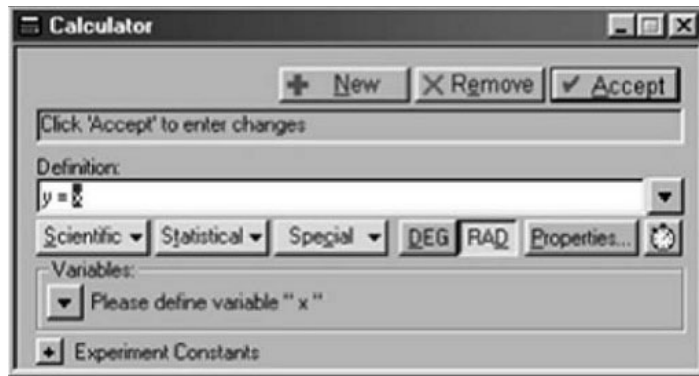 Calculator
New Remove Accept
Click 'Accept' to enter changes
Definition:
y = x
Scientific Statistical Special DEG RAD Properties...
Variables:
Please define variable " x "
Experiment Constants